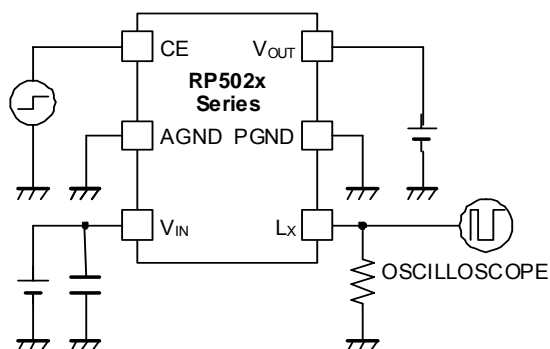 CE VOUT
RP502x
Series
AGND PGND
VIN LX
OSCILLOSCOPE